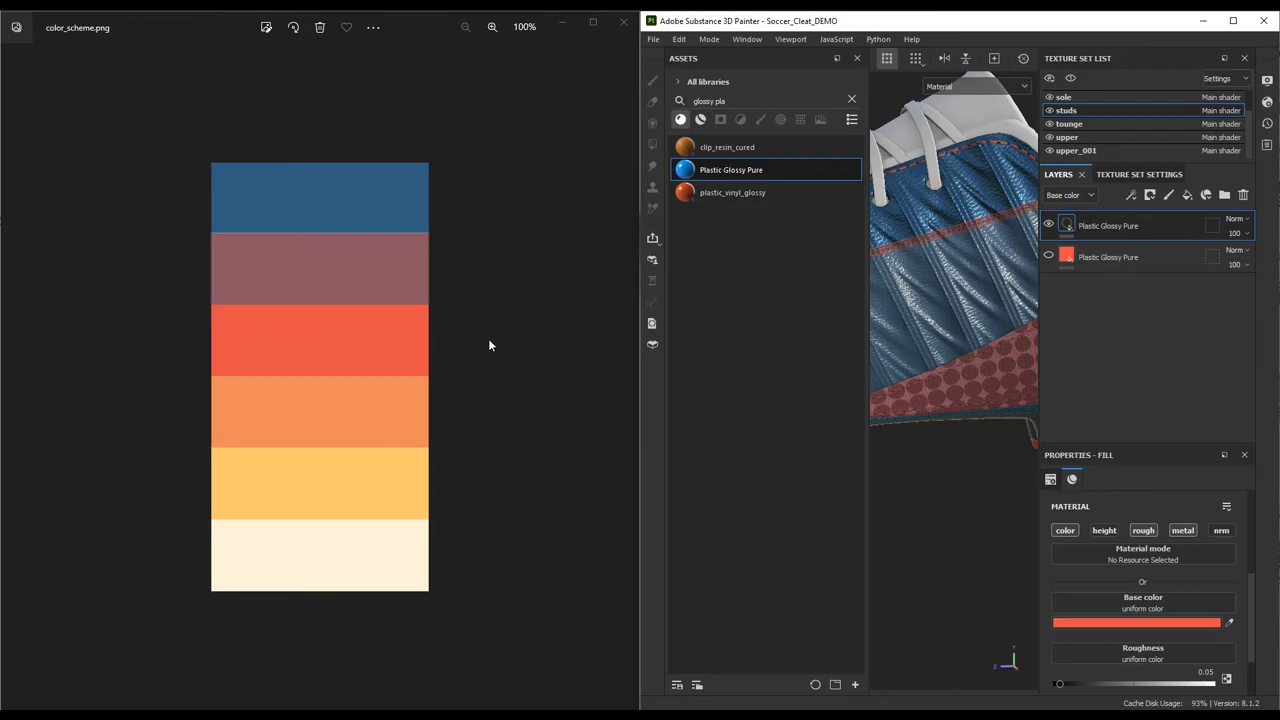 color_scheme.png
100%
Pt
Adobe Substance 3D Painter - Soccer_Cleat_DEMO
File Edit Mode Window Viewport JavaScript Python Help
ASSETS
All libraries
glossy pla
clip_resin_cured
Plastic Glossy Pure
plastic_vinyl_glossy
Material
TEXTURE SET LIST
Settings
sole Main shader
studs Main shader
tounge Main shader
upper Main shader
upper_001 Main shader
LAYERS TEXTURE SET SETTINGS
Base color
Plastic Glossy Pure Norm
100
Plastic Glossy Pure Norm
100
PROPERTIES - FILL
MATERIAL
color height rough metal nrm
Material mode
No Resource Selected
Or
Base color
uniform color
Roughness
uniform color
0.05
Y
Z
Cache Disk Usage: 93% | Version: 8.1.2